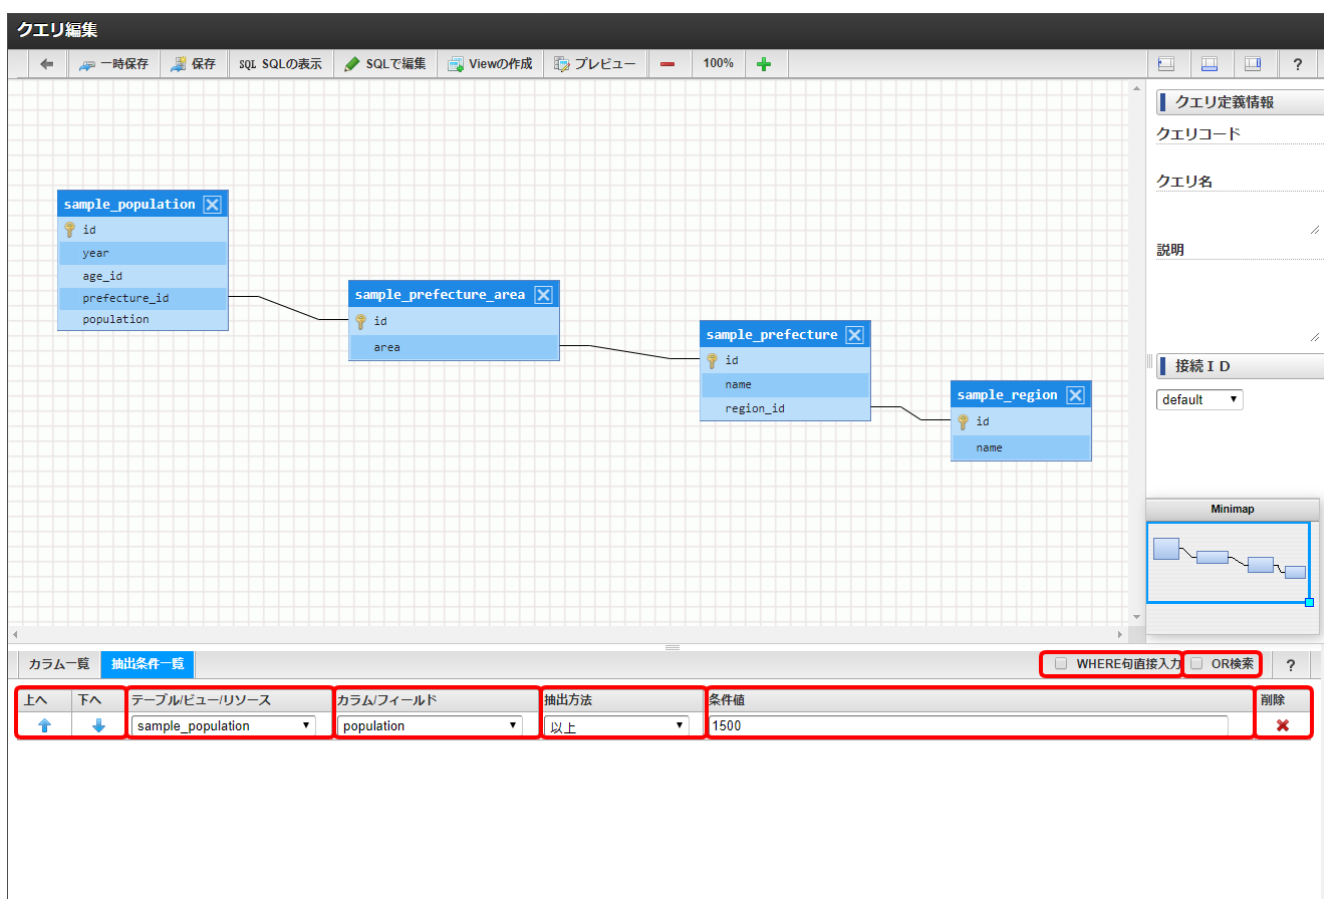 クエリ編集
一時保存 保存 SQL SQLの表示 SQLで編集 Viewの作成 プレビュー 100% ?
クエリ定義情報
クエリコード
クエリ名
説明
接続ＩＤ
default
sample_population
id
year
age_id
prefecture_id
population
sample_prefecture_area
id
area
sample_prefecture
id
name
region_id
sample_region
id
name
Minimap
カラム一覧 抽出条件一覧 WHERE句直接入力 OR検索 ?
上へ 下へ テーブル/ビュー/リソース カラム/フィールド 抽出方法 条件値 削除
sample_population population 以上 1500